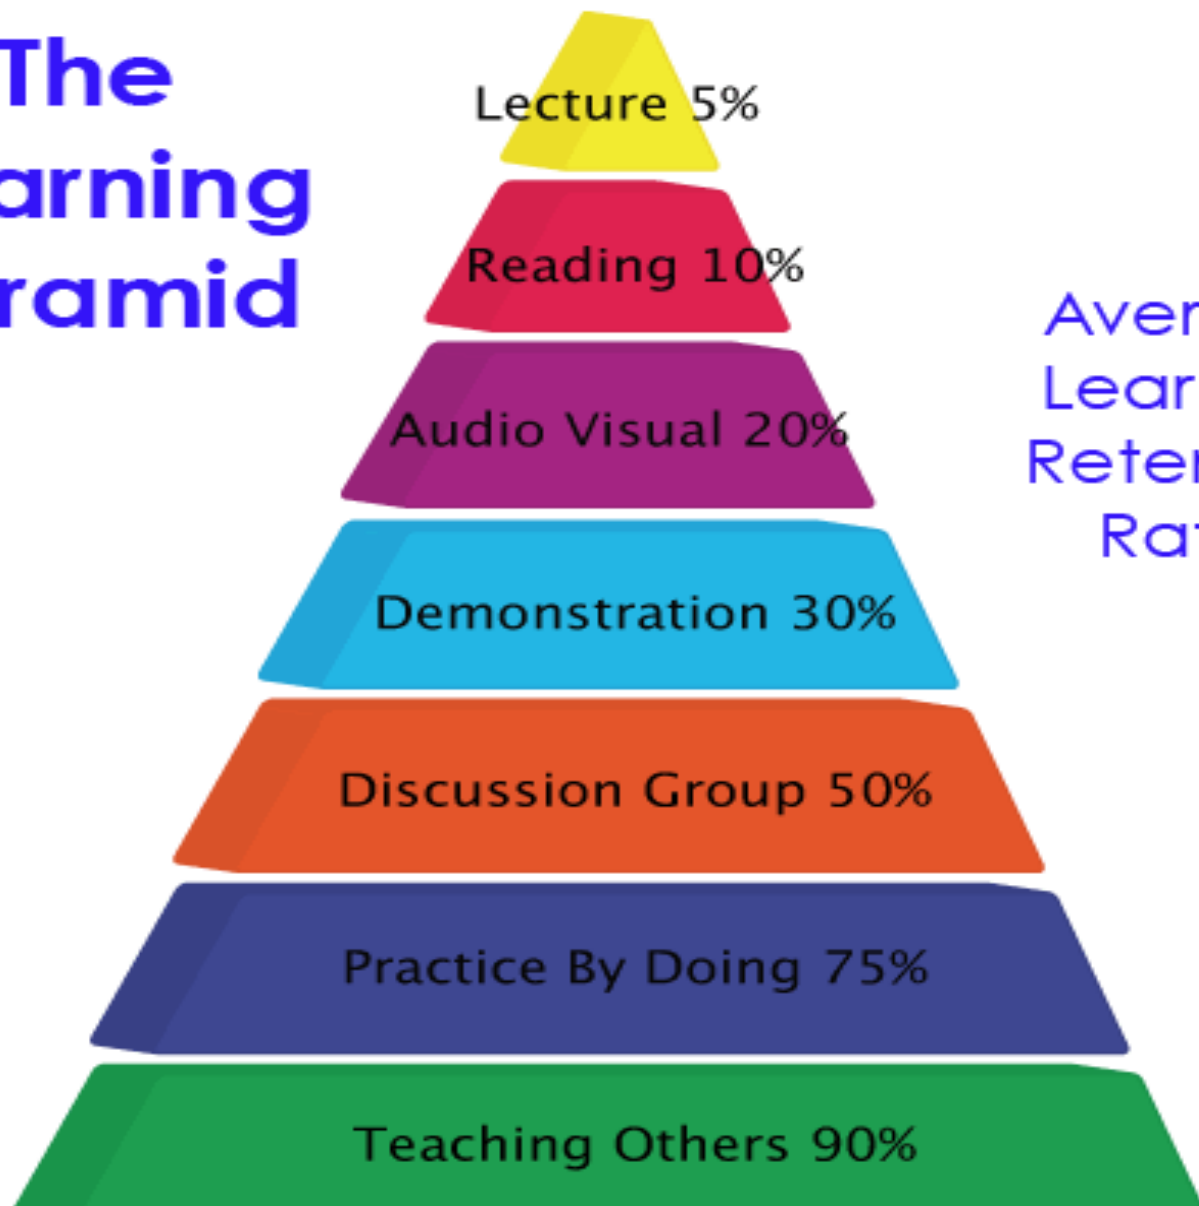 The
arning
ramid
Lecture 5%
Reading 10%
Audio Visual 20%
Demonstration 30%
Discussion Group 50%
Practice By Doing 75%
Teaching Others 90%
Aver
Lear
Reter
Rat